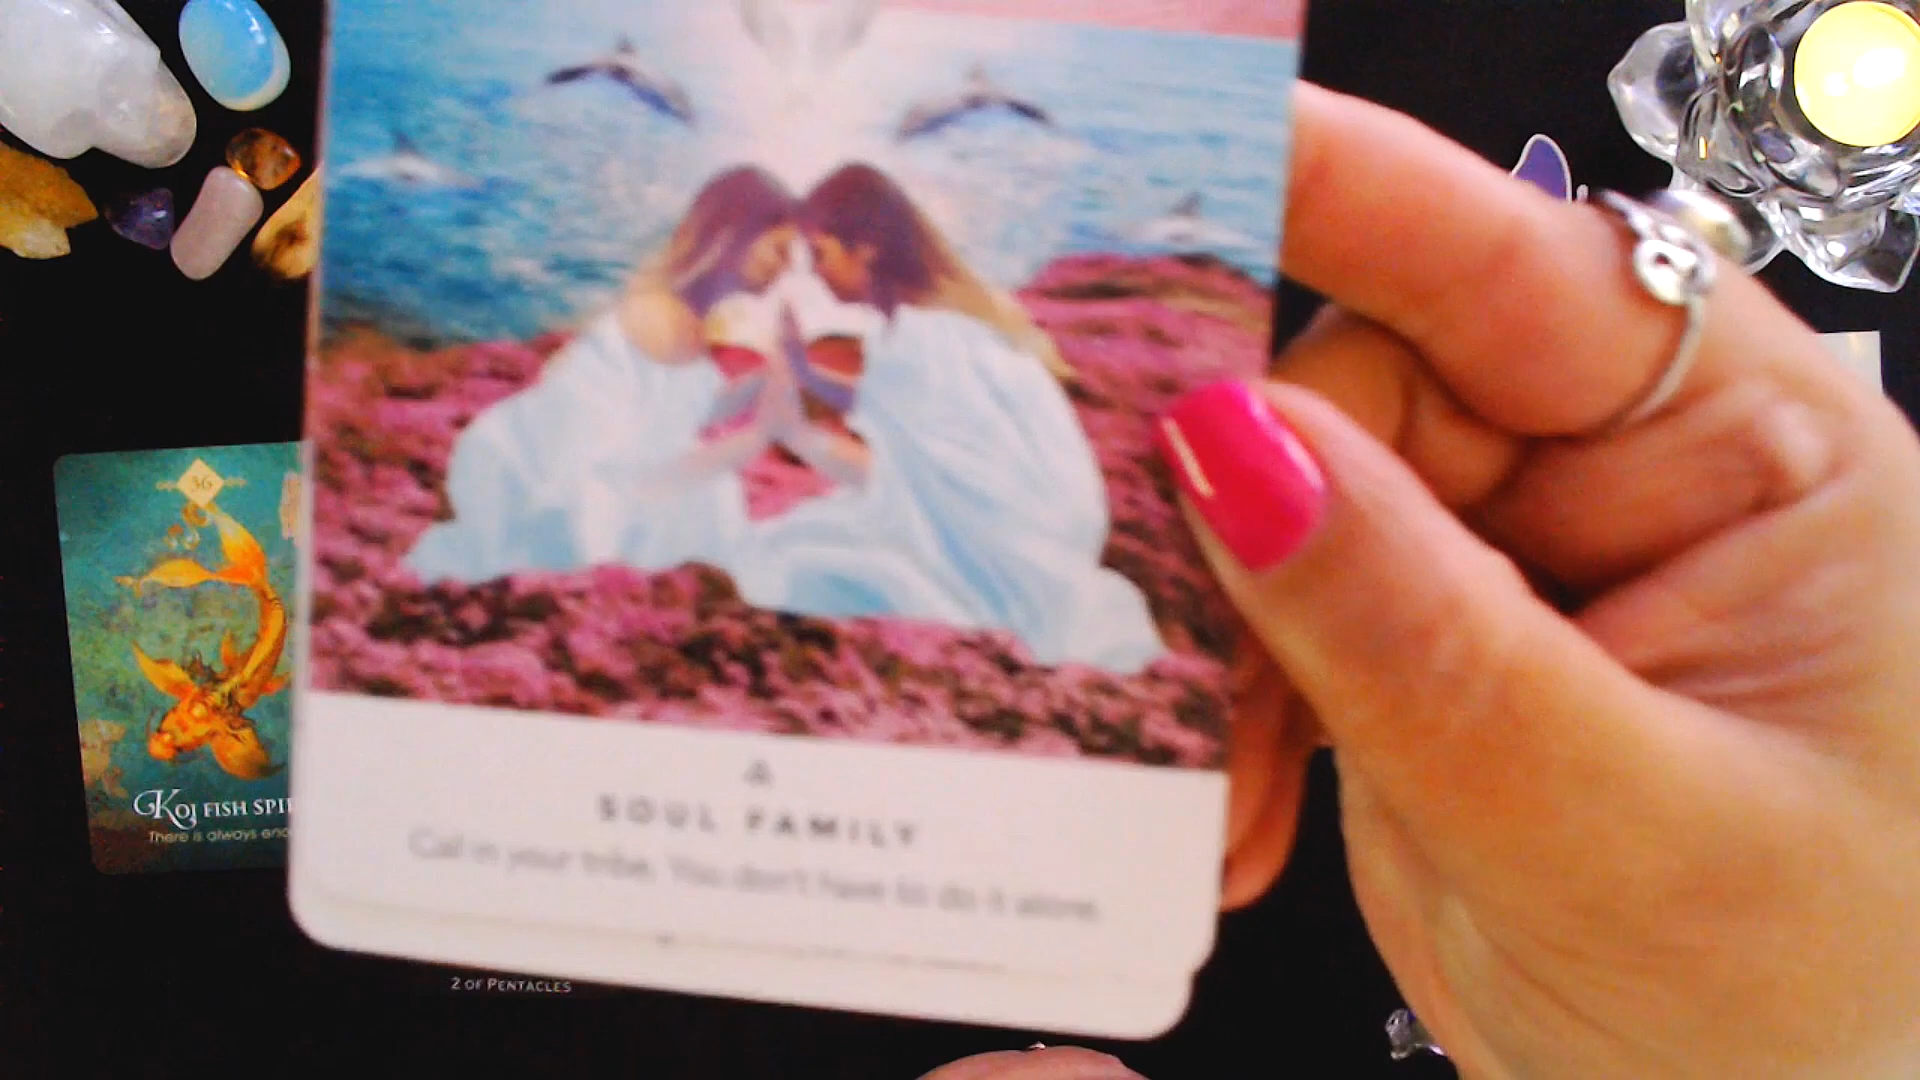 36
KOI FISH SPI
There is always eno
SOUL FAMILY
Call in your tribe. You don't have to do it alone.
2 OF PENTACLES